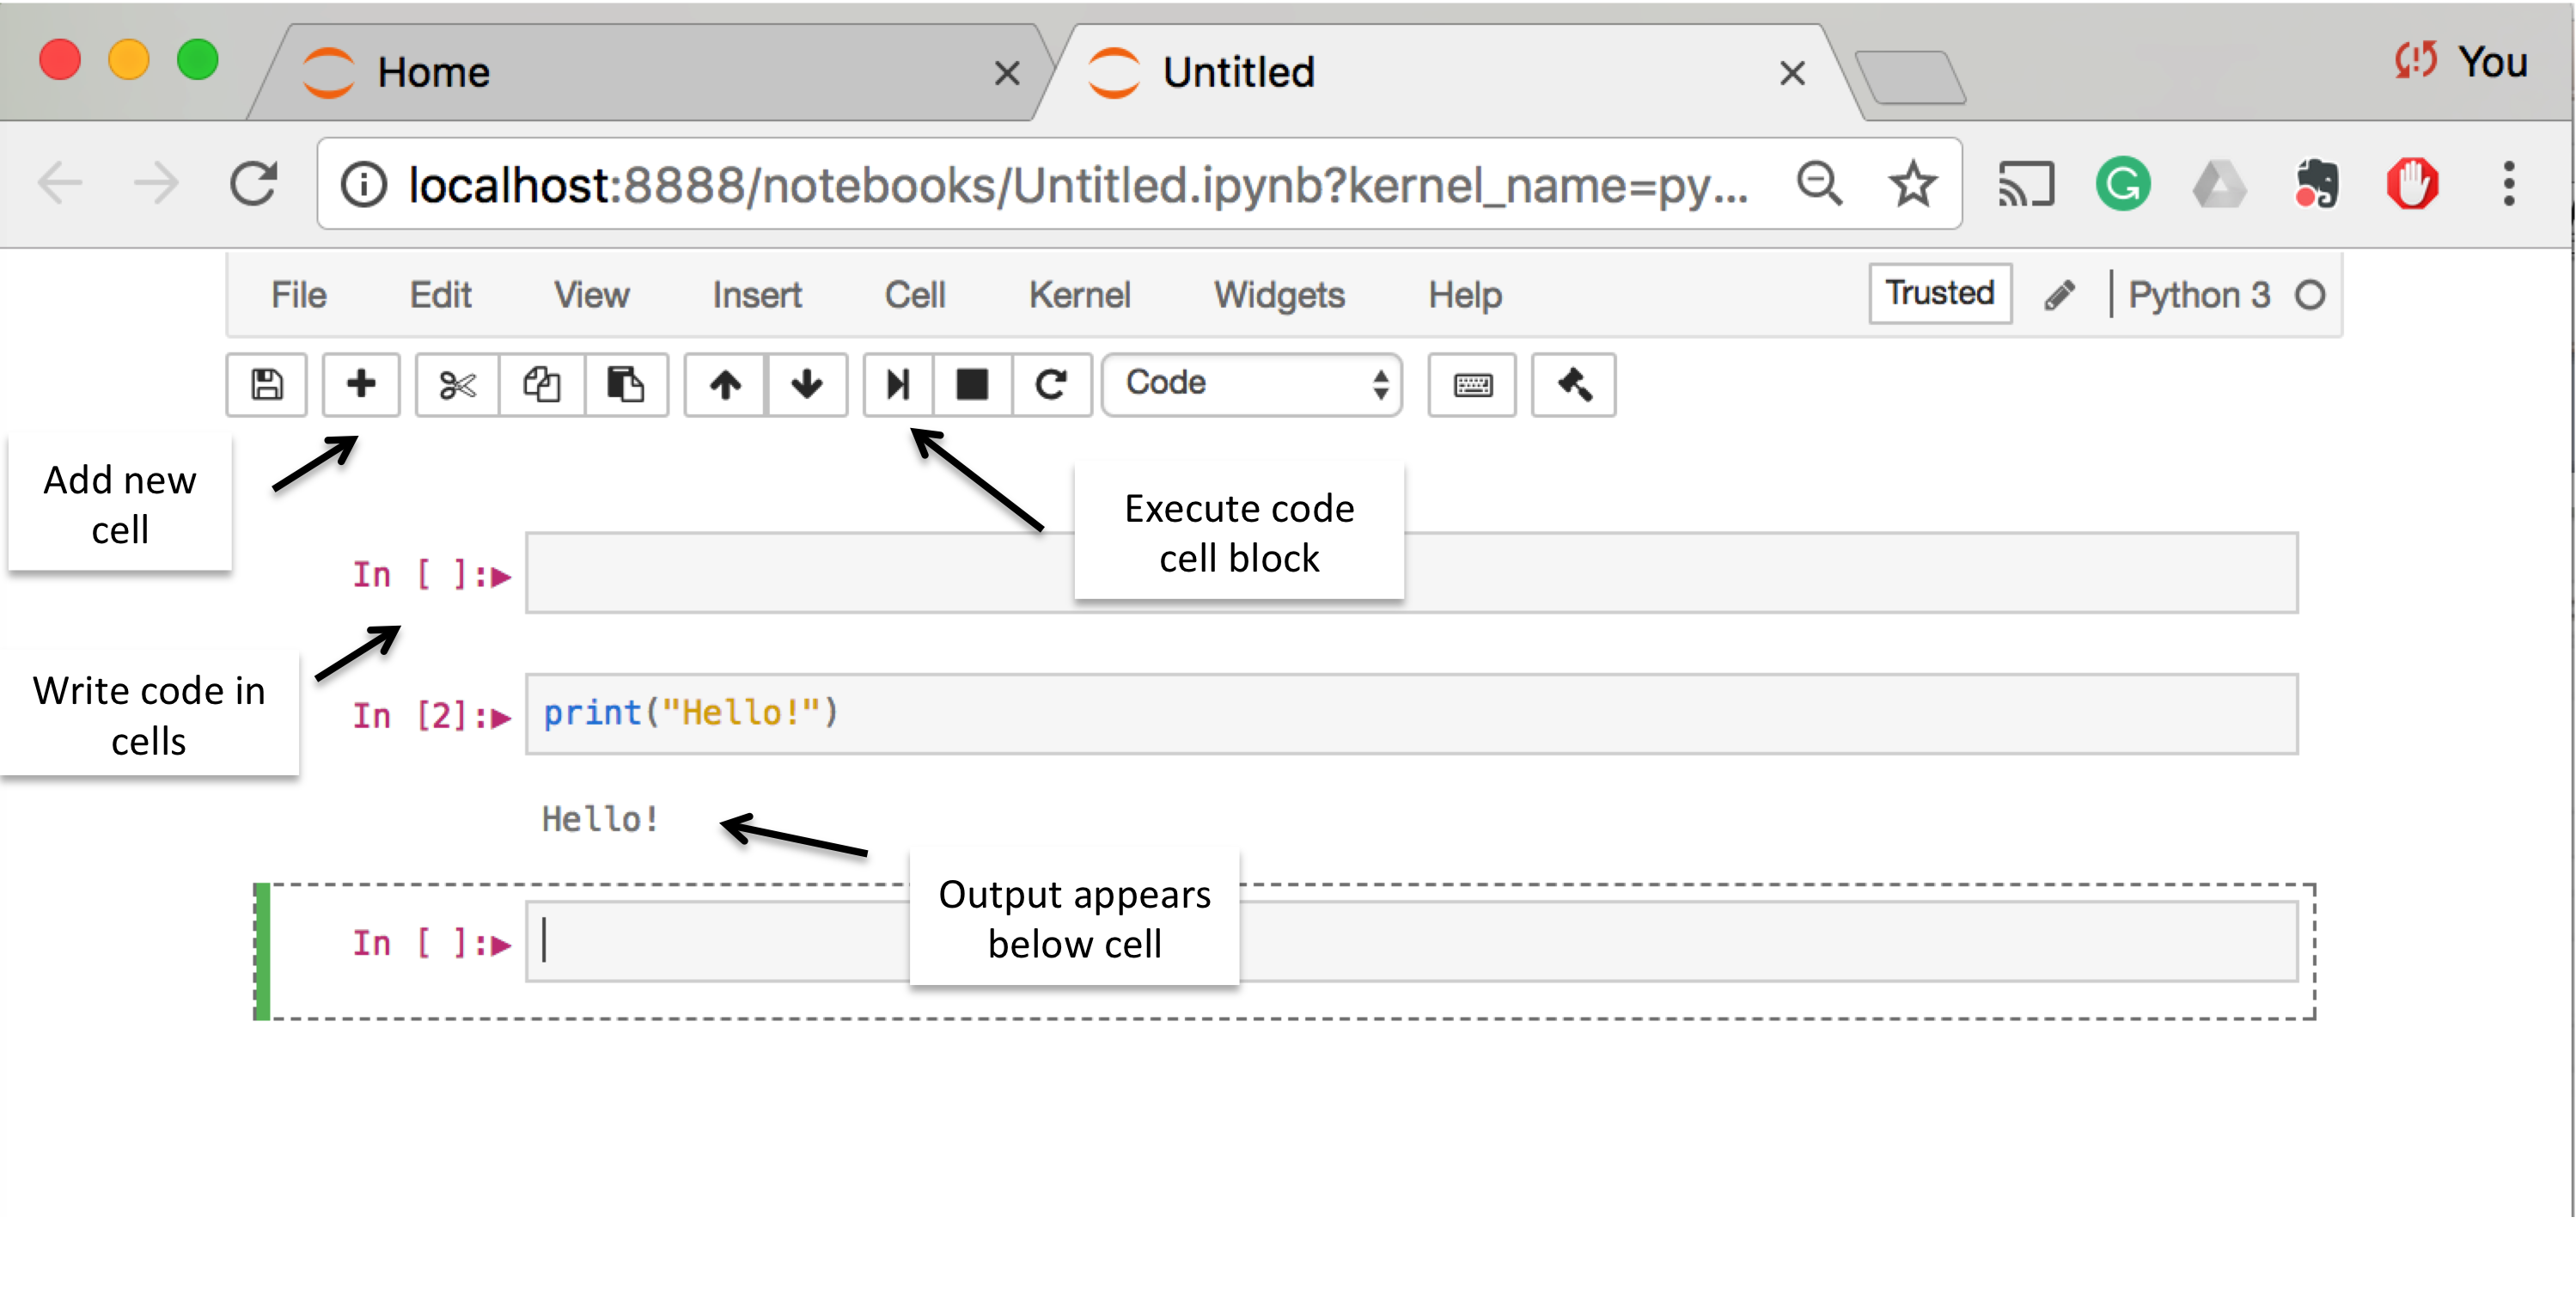 Home
Untitled
You
localhost:8888/notebooks/Untitled.ipynb?kernel_name=py...
File Edit View Insert Cell Kernel Widgets Help Trusted Python 3
Code
Add new
cell
Execute code
cell block
In [ ]:
Write code in
cells
In [2]: print("Hello!")
Hello!
Output appears
below cell
In [ ]: